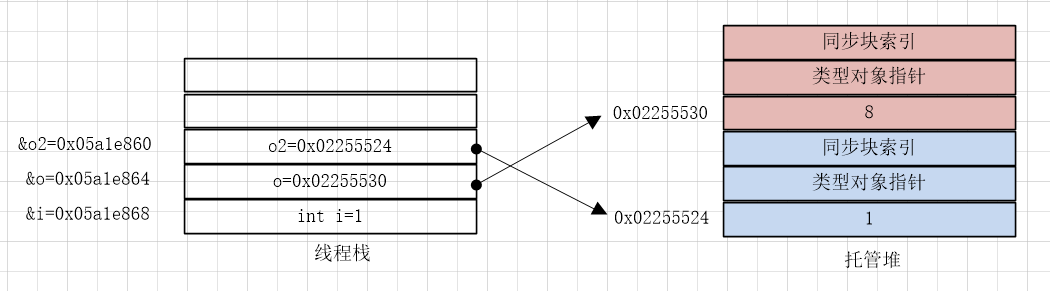 &o2=0x05a1e860
&o=0x05a1e864
&i=0x05a1e868
o2=0x02255524
o=0x02255530
int i=1
线程栈
0x02255530
0x02255524
同步块索引
类型对象指针
8
同步块索引
类型对象指针
1
托管堆